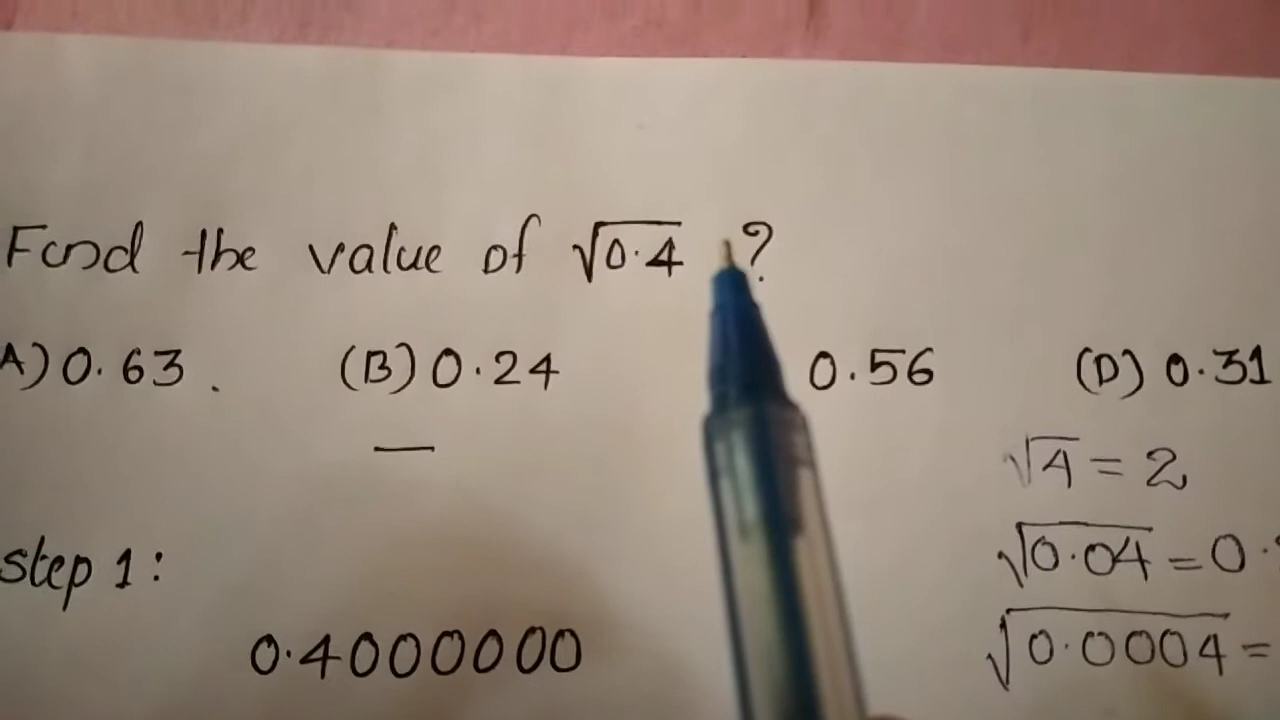 Find the value of √0.4 ?
A) 0.63 . (B) 0.24 0.56 (D) 0.31
√4 = 2
step 1: √0.04 = 0.
0.4000000 √0.0004 =